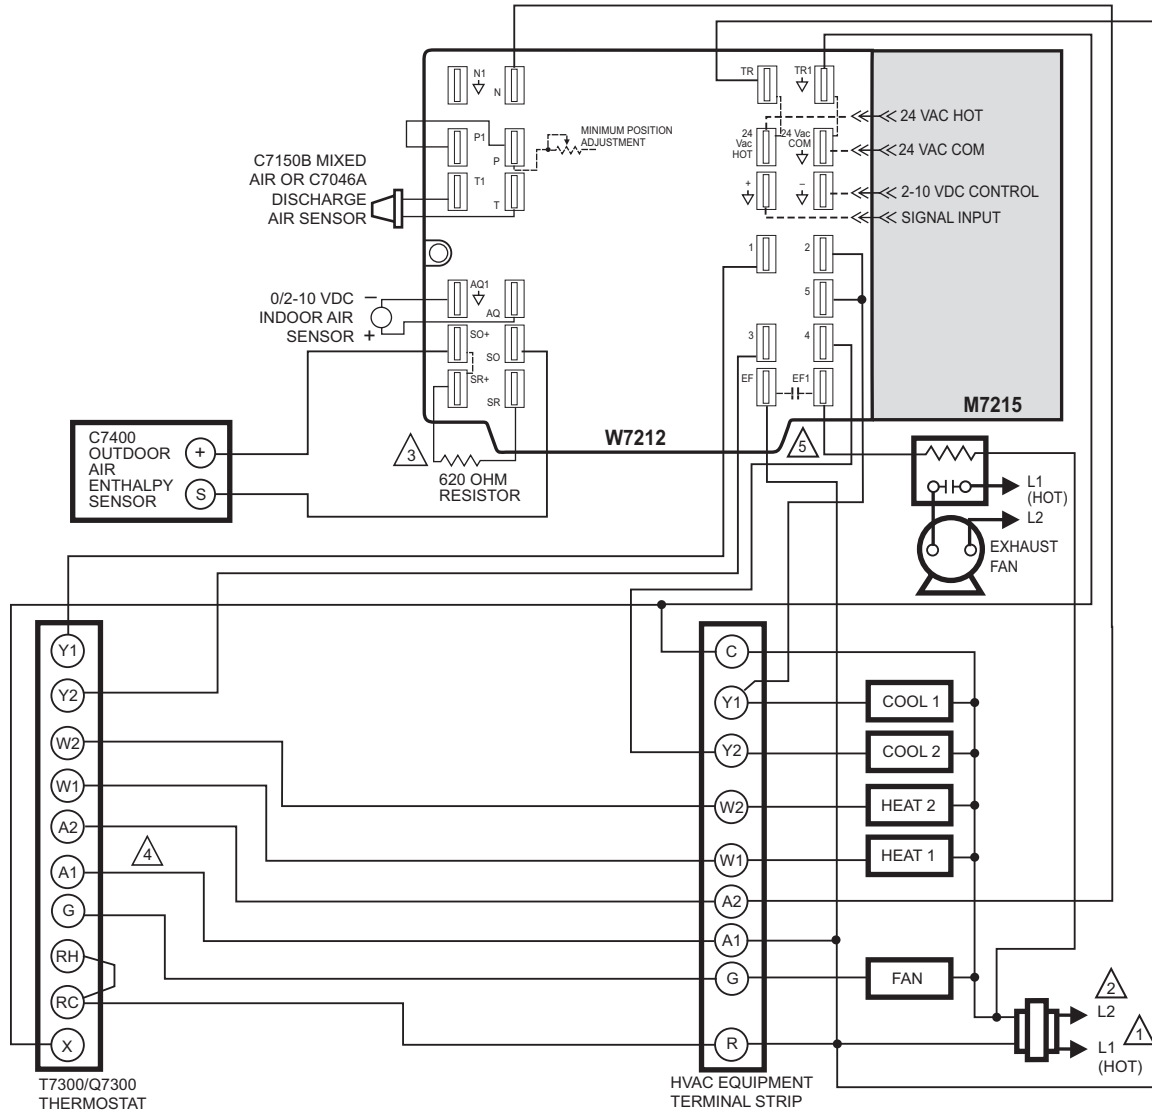 N1
N
TR
TR1
24 VAC HOT
P1
P
MINIMUM POSITION
ADJUSTMENT
24
Vac
HOT
24 Vac
COM
24 VAC COM
C7150B MIXED
AIR OR C7046A
DISCHARGE
AIR SENSOR
T1
T
+
−
2-10 VDC CONTROL
SIGNAL INPUT
1
2
0/2-10 VDC
INDOOR AIR
SENSOR
−
+
AQ1
AQ
5
SO+
SO
3
4
SR+
SR
EF
EF1
M7215
W7212
C7400
OUTDOOR
AIR
ENTHALPY
SENSOR
+
S
3
620 OHM
RESISTOR
5
L1
(HOT)
L2
EXHAUST
FAN
Y1
Y2
W2
W1
A2
A1
G
RH
RC
X
4
C
Y1
Y2
W2
W1
A2
A1
G
R
COOL 1
COOL 2
HEAT 2
HEAT 1
FAN
2
L2
1
L1
(HOT)
T7300/Q7300
THERMOSTAT
HVAC EQUIPMENT
TERMINAL STRIP